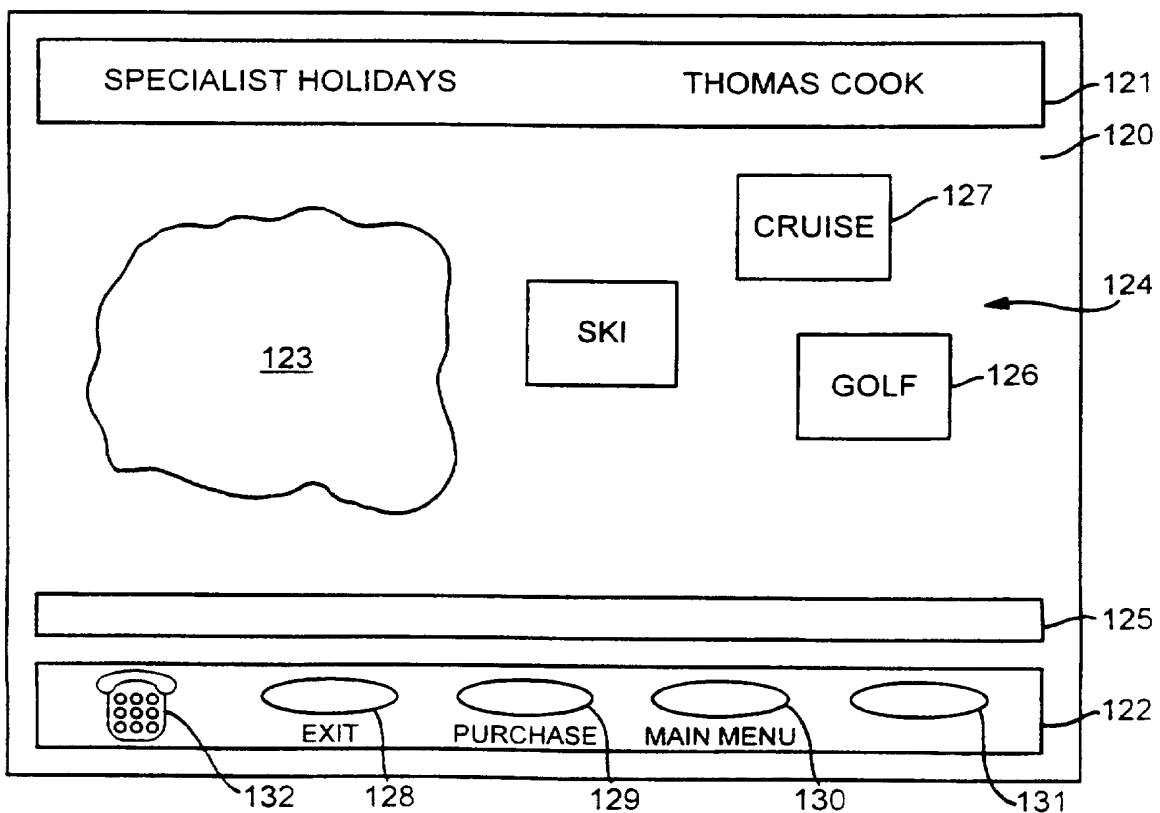 SPECIALIST HOLIDAYS THOMAS COOK
121
120
CRUISE
127
124
SKI
123
GOLF
126
125
EXIT PURCHASE MAIN MENU
122
132 128 129 130 131